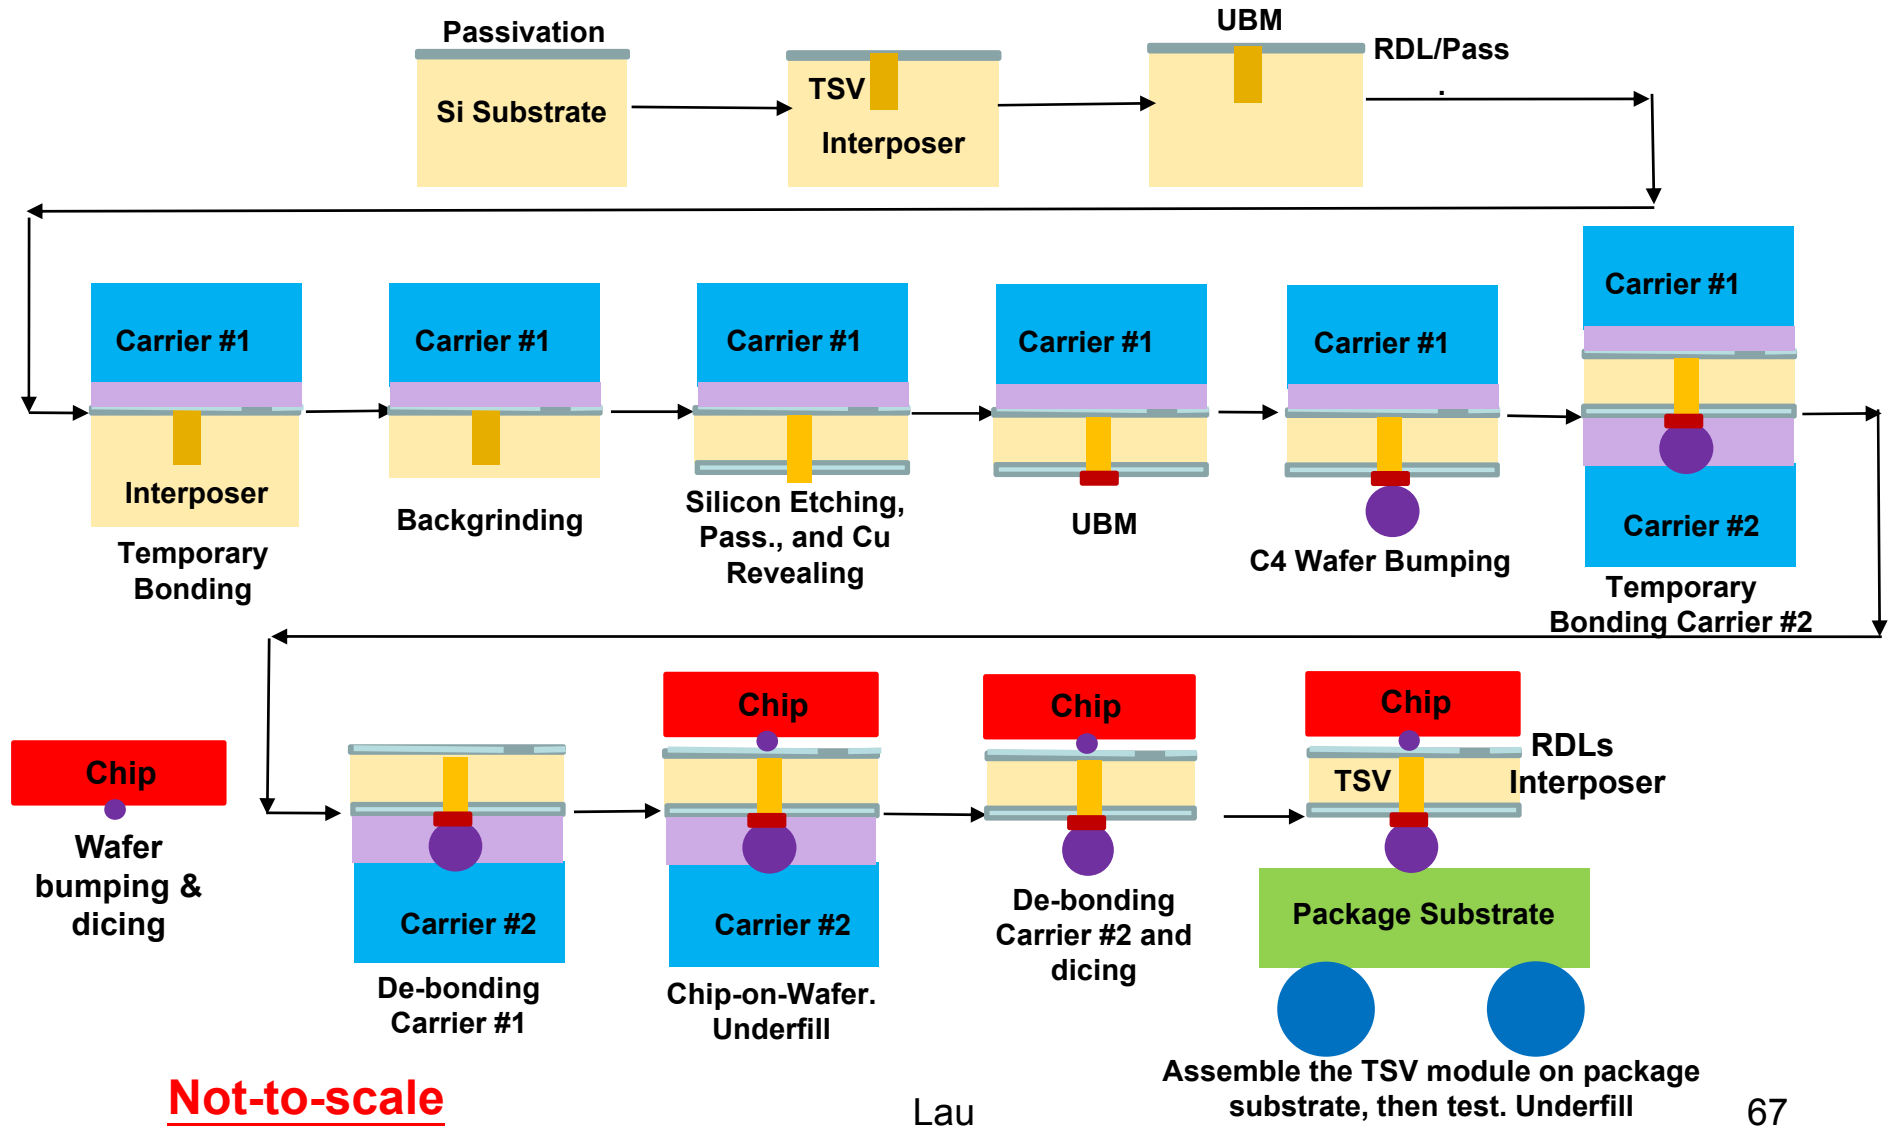 Passivation
Si Substrate
TSV
Interposer
UBM
RDL/Pass
.
Carrier #1
Interposer
Temporary
Bonding
Carrier #1
Backgrinding
Carrier #1
Silicon Etching,
Pass., and Cu
Revealing
Carrier #1
UBM
Carrier #1
C4 Wafer Bumping
Carrier #1
Carrier #2
Temporary
Bonding Carrier #2
Chip
Wafer
bumping &
dicing
Carrier #2
De-bonding
Carrier #1
Chip
Carrier #2
Chip-on-Wafer.
Underfill
Chip
De-bonding
Carrier #2 and
dicing
Chip
RDLs
TSV
Interposer
Package Substrate
Assemble the TSV module on package
substrate, then test. Underfill
Not-to-scale
Lau
67